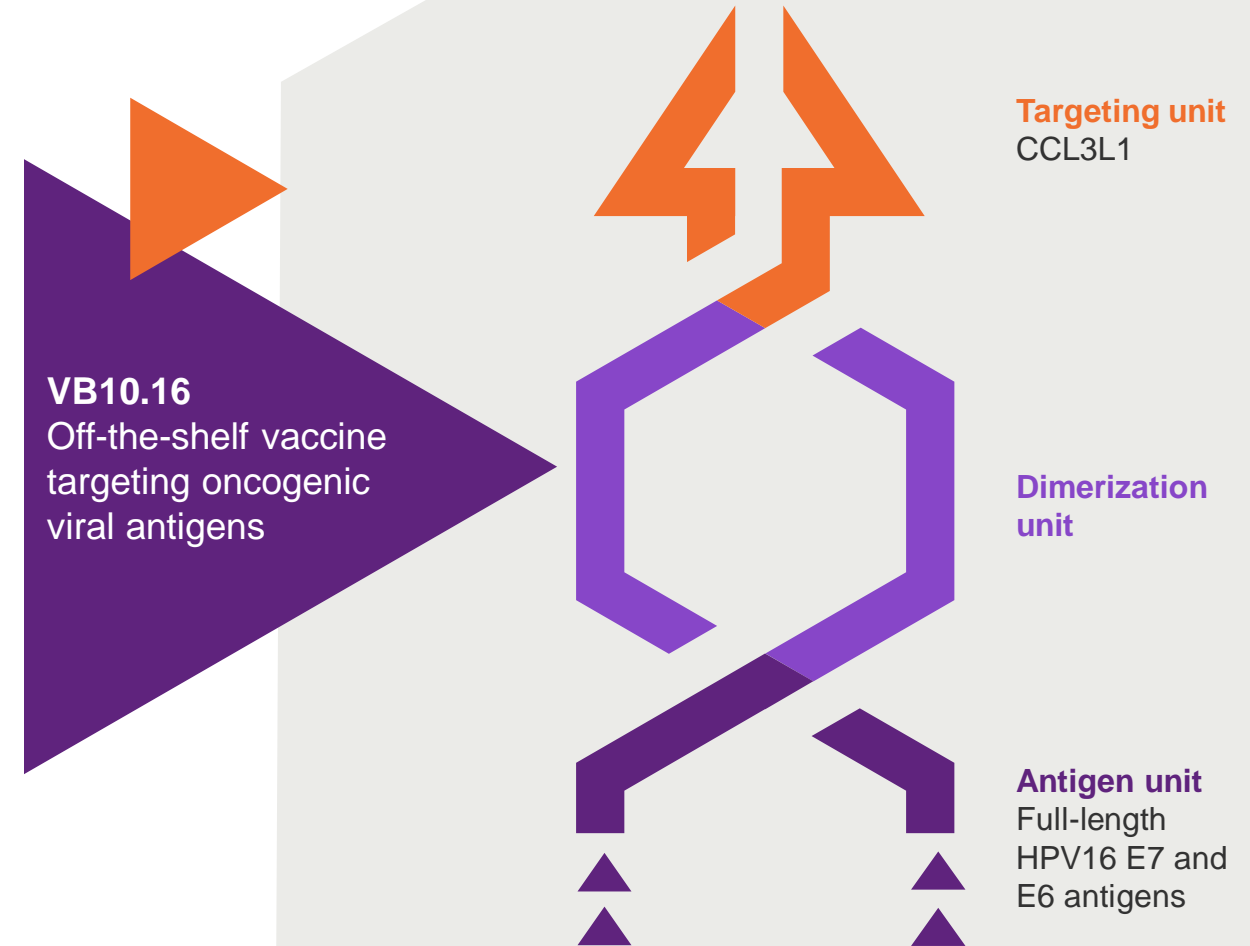 VB10.16
Off-the-shelf vaccine
targeting oncogenic
viral antigens
Targeting unit
CCL3L1
Dimerization
unit
Antigen unit
Full-length
HPV16 E7 and
E6 antigens